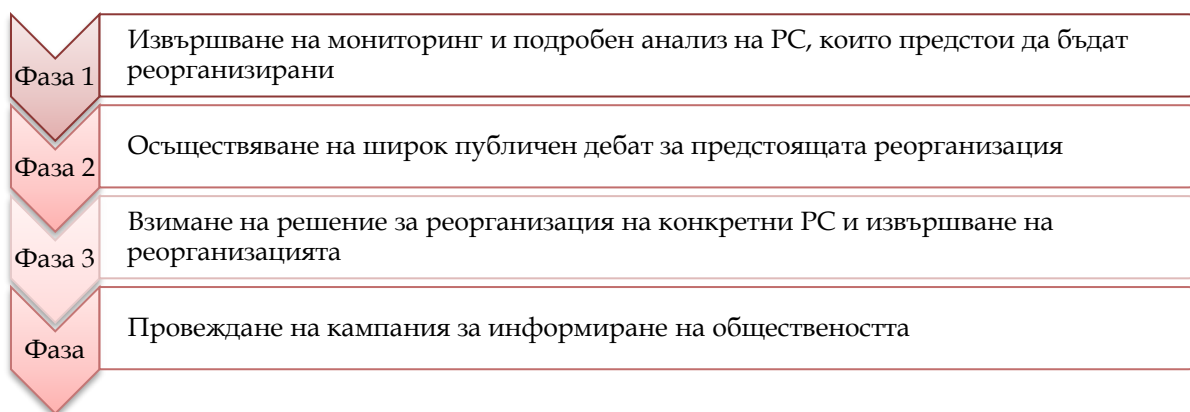 Фаза 1
Извършване на мониторинг и подробен анализ на РС, които предстои да бъдат
реорганизирани
Фаза 2
Осъществяване на широк публичен дебат за предстоящата реорганизация
Фаза 3
Взимане на решение за реорганизация на конкретни РС и извършване на
реорганизацията
Фаза
Провеждане на кампания за информиране на обществеността